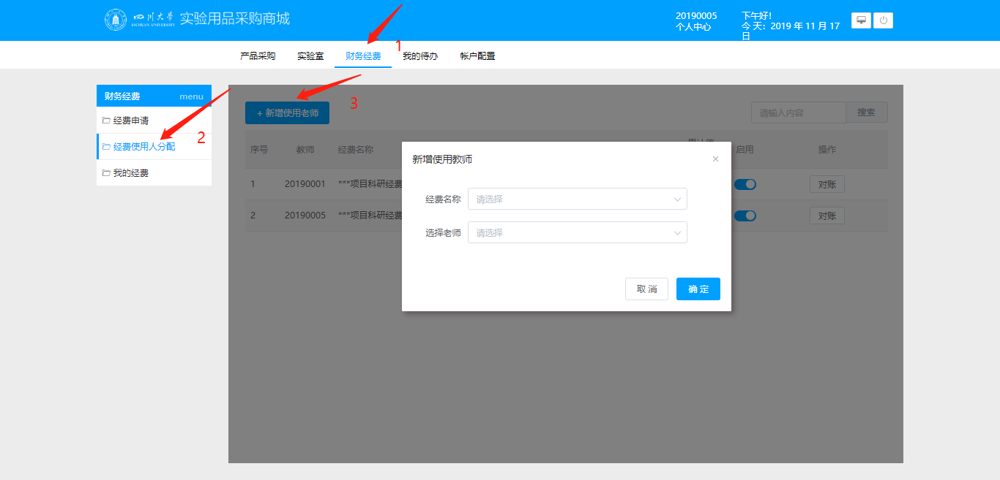 四川大学
SICHUAN UNIVERSITY
实验用品采购商城
20190005
个人中心
下午好!
今 天: 2019 年 11 月 17
日
产品采购 实验室 财务经费 1 我的待办 帐户配置
财务经费 menu
经费申请
经费使用人分配 2
我的经费
+ 新增使用老师 3 请输入内容 搜索
序号 教师 经费名称 启用 操作
1 20190001 ***项目科研经费 对账
2 20190005 ***项目科研经费 对账
新增使用教师 ×
经费名称 请选择
选择老师 请选择
取 消 确 定